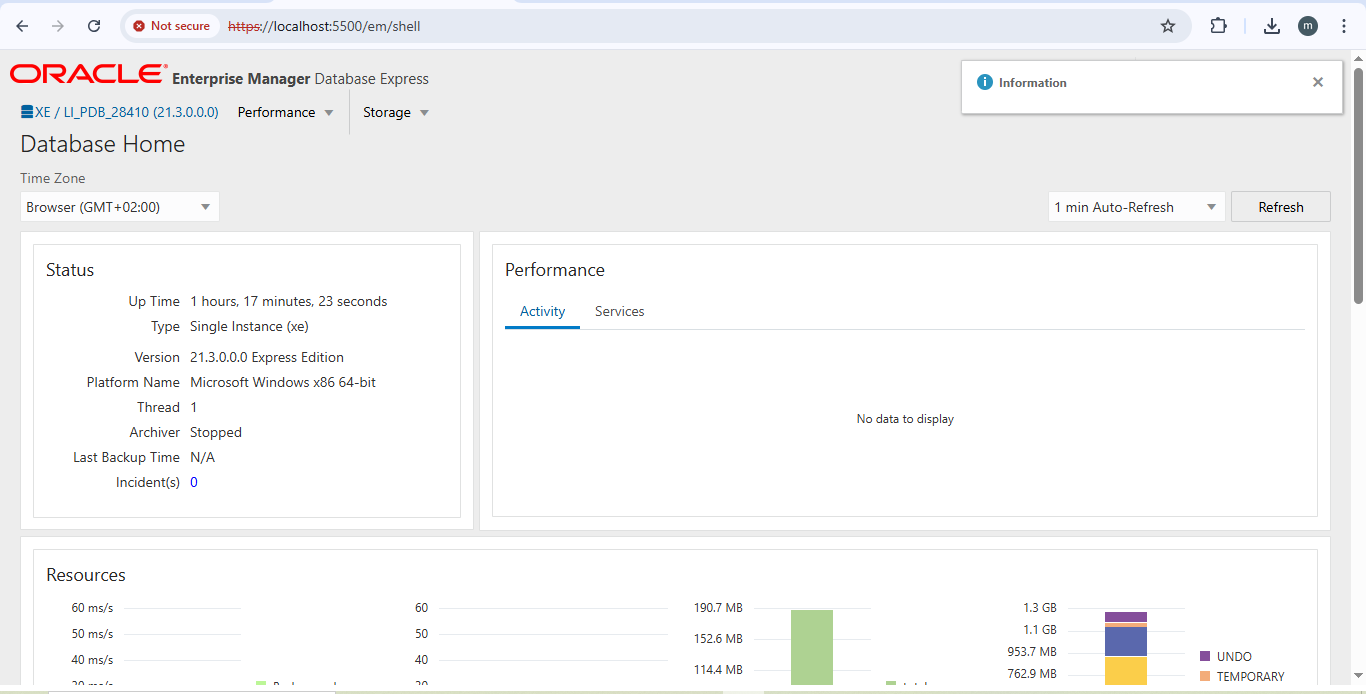 Not secure https://localhost:5500/em/shell
m
ORACLE Enterprise Manager Database Express
Information
XE / LI_PDB_28410 (21.3.0.0.0) Performance Storage
Database Home
Time Zone
Browser (GMT+02:00)
1 min Auto-Refresh Refresh
Status
Up Time 1 hours, 17 minutes, 23 seconds
Type Single Instance (xe)
Version 21.3.0.0.0 Express Edition
Platform Name Microsoft Windows x86 64-bit
Thread 1
Archiver Stopped
Last Backup Time N/A
Incident(s) 0
Performance
Activity Services
No data to display
Resources
60 ms/s
50 ms/s
40 ms/s
60
50
40
190.7 MB
152.6 MB
114.4 MB
1.3 GB
1.1 GB
953.7 MB
762.9 MB
UNDO
TEMPORARY